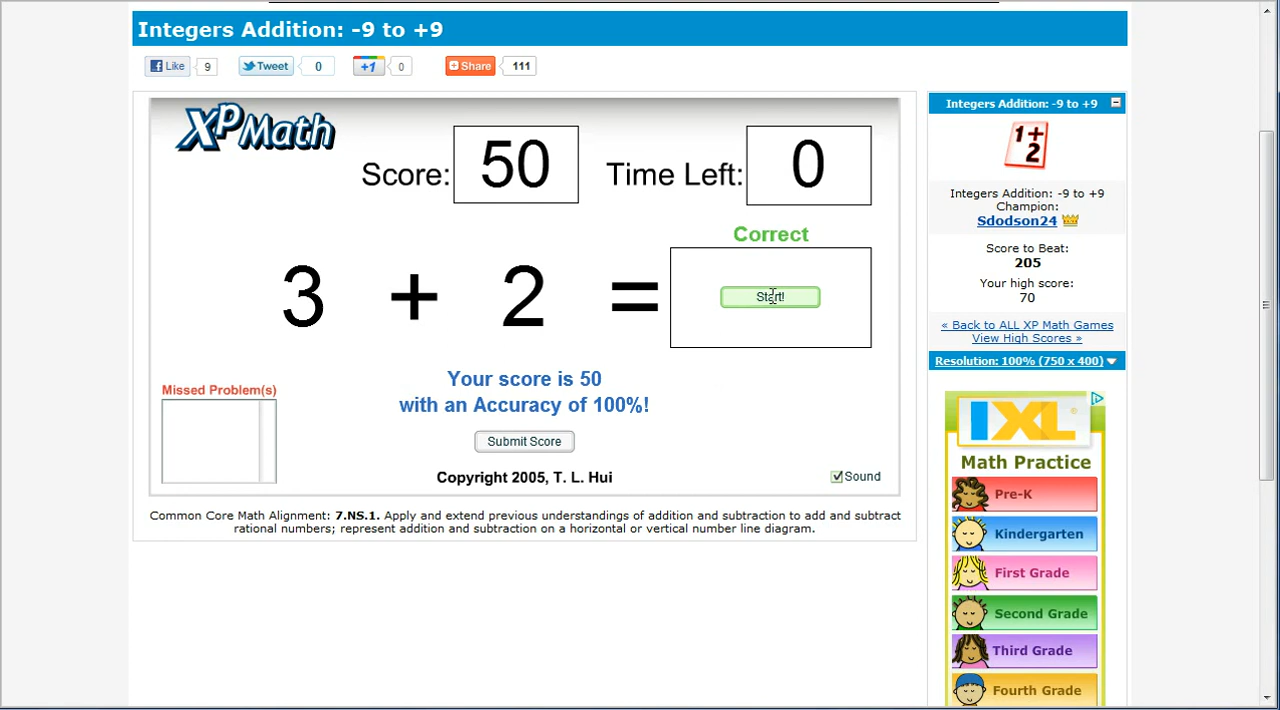 Integers Addition: -9 to +9
Like 9 Tweet 0 +1 0 Share 111
XP Math
Score: 50 Time Left: 0
Correct
3 + 2 = Start!
Your score is 50
with an Accuracy of 100%!
Missed Problem(s)
Submit Score
Copyright 2005, T. L. Hui
Sound
Common Core Math Alignment: 7.NS.1. Apply and extend previous understandings of addition and subtraction to add and subtract
rational numbers; represent addition and subtraction on a horizontal or vertical number line diagram.
Integers Addition: -9 to +9
1+
2
Integers Addition: -9 to +9
Champion:
Sdodson24
Score to Beat:
205
Your high score:
70
« Back to ALL XP Math Games
View High Scores »
Resolution: 100% (750 x 400)
IXL
Math Practice
Pre-K
Kindergarten
First Grade
Second Grade
Third Grade
Fourth Grade